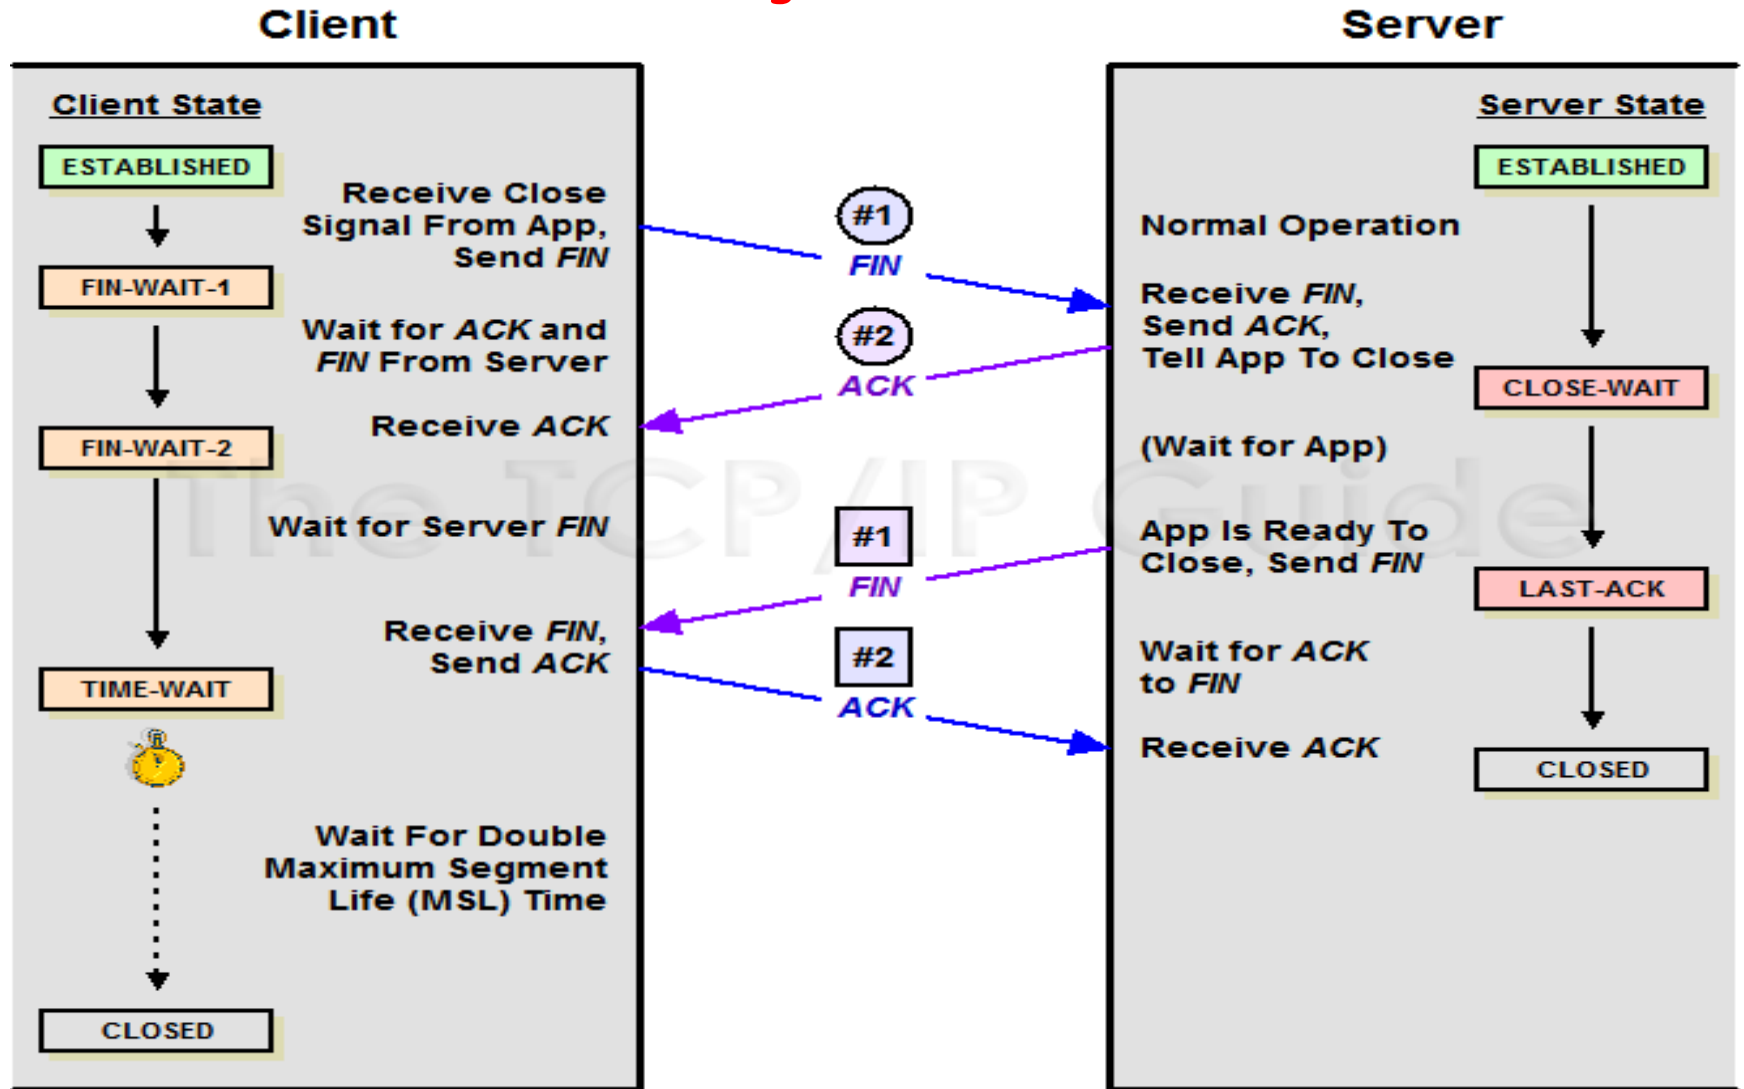 Client
Server
Client State
ESTABLISHED
Receive Close
Signal From App,
Send FIN
FIN-WAIT-1
Wait for ACK and
FIN From Server
Receive ACK
FIN-WAIT-2
Wait for Server FIN
Receive FIN,
Send ACK
TIME-WAIT
Wait For Double
Maximum Segment
Life (MSL) Time
CLOSED
#1
FIN
#2
ACK
#1
FIN
#2
ACK
Server State
ESTABLISHED
Normal Operation
Receive FIN,
Send ACK,
Tell App To Close
CLOSE-WAIT
(Wait for App)
App Is Ready To
Close, Send FIN
LAST-ACK
Wait for ACK
to FIN
Receive ACK
CLOSED
The TCP/IP Guide